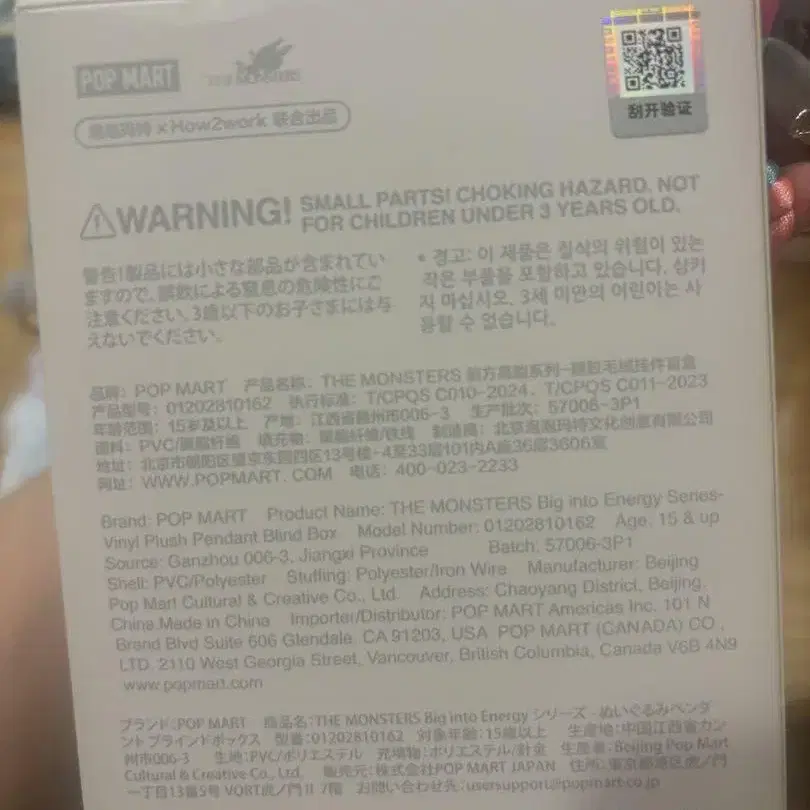 POP MART
THE MONSTERS
泡泡玛特 × How2work 联合出品
刮开验证
WARNING! SMALL PARTS! CHOKING HAZARD. NOT
FOR CHILDREN UNDER 3 YEARS OLD.
警告!製品には小さな部品が含まれてい
ますので、誤飲による窒息の危険性にご
注意ください。3歳以下のお子さまには与
えないでください。
• 경고: 이 제품은 질식의 위험이 있는
작은 부품을 포함하고 있습니다. 삼키
지 마십시오. 3세 미만의 어린이는 사
용할 수 없습니다.
品牌: POP MART 产品名称: THE MONSTERS 前方高能系列-搪胶毛绒挂件盲盒
产品型号: 01202810162 执行标准: T/CPQS C010-2024、T/CPQS C011-2023
年龄范围: 15岁及以上 产地: 江西省赣州市006-3 生产批次: 57006-3P1
面料: PVC/聚酯纤维 填充物: 聚酯纤维/铁线 制造商: 北京泡泡玛特文化创意有限公司
地址: 北京市朝阳区望京东园四区13号楼-4至33层101内A座36层3606室
网址: WWW.POPMART.COM 电话: 400-023-2233
Brand: POP MART Product Name: THE MONSTERS Big into Energy Series-
Vinyl Plush Pendant Blind Box Model Number: 01202810162 Age: 15 & up
Source: Ganzhou 006-3, Jiangxi Province Batch: 57006-3P1
Shell: PVC/Polyester Stuffing: Polyester/Iron Wire Manufacturer: Beijing
Pop Mart Cultural & Creative Co., Ltd. Address: Chaoyang District, Beijing,
China Made in China Importer/Distributor: POP MART Americas Inc. 101 N
Brand Blvd Suite 606 Glendale, CA 91203, USA POP MART (CANADA) CO.,
LTD. 2110 West Georgia Street, Vancouver, British Columbia, Canada V6B 4N9
www.popmart.com
ブランド:POP MART 商品名:THE MONSTERS Big into Energy シリーズ - ぬいぐるみペンダ
ント ブラインドボックス 型番:01202810162 対象年齢:15歳以上 生産地:中国江西省カン
州市006-3 生地:PVC/ポリエステル 充填物:ポリエステル/針金 生産者:Beijing Pop Mart
Cultural & Creative Co., Ltd. 販売元:株式会社POP MART JAPAN 住所:東京都港区虎ノ門
一丁目13番5号 VORT虎ノ門II 7階 お問い合わせ先:usersupport@popmart.co.jp